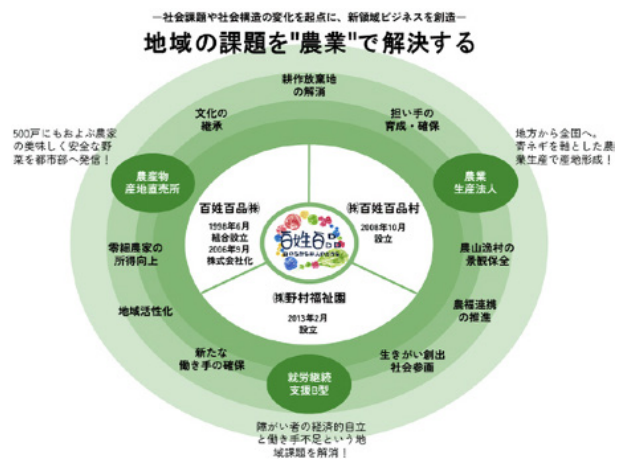 ―社会課題や社会構造の変化を起点に、新領域ビジネスを創造―
地域の課題を"農業"で解決する
耕作放棄地
の解消
文化の
継承
担い手の
育成・確保
500戸にもおよぶ農家
の美味しく安全な野
菜を都市部へ発信!
地方から全国へ。
青ネギを軸とした農
業生産で産地形成!
農産物
産地直売所
農業
生産法人
百姓百品㈱
1998年6月
組合設立
2006年9月
株式会社化
㈱百姓百品村
2008年10月
設立
百姓百品
零細農家の
所得向上
農山漁村の
景観保全
㈱野村福祉園
2013年2月
設立
地域活性化
農福連携
の推進
新たな
働き手の確保
生きがい創出
社会参画
就労継続
支援B型
障がい者の経済的自立
と働き手不足という地
域課題を解消!